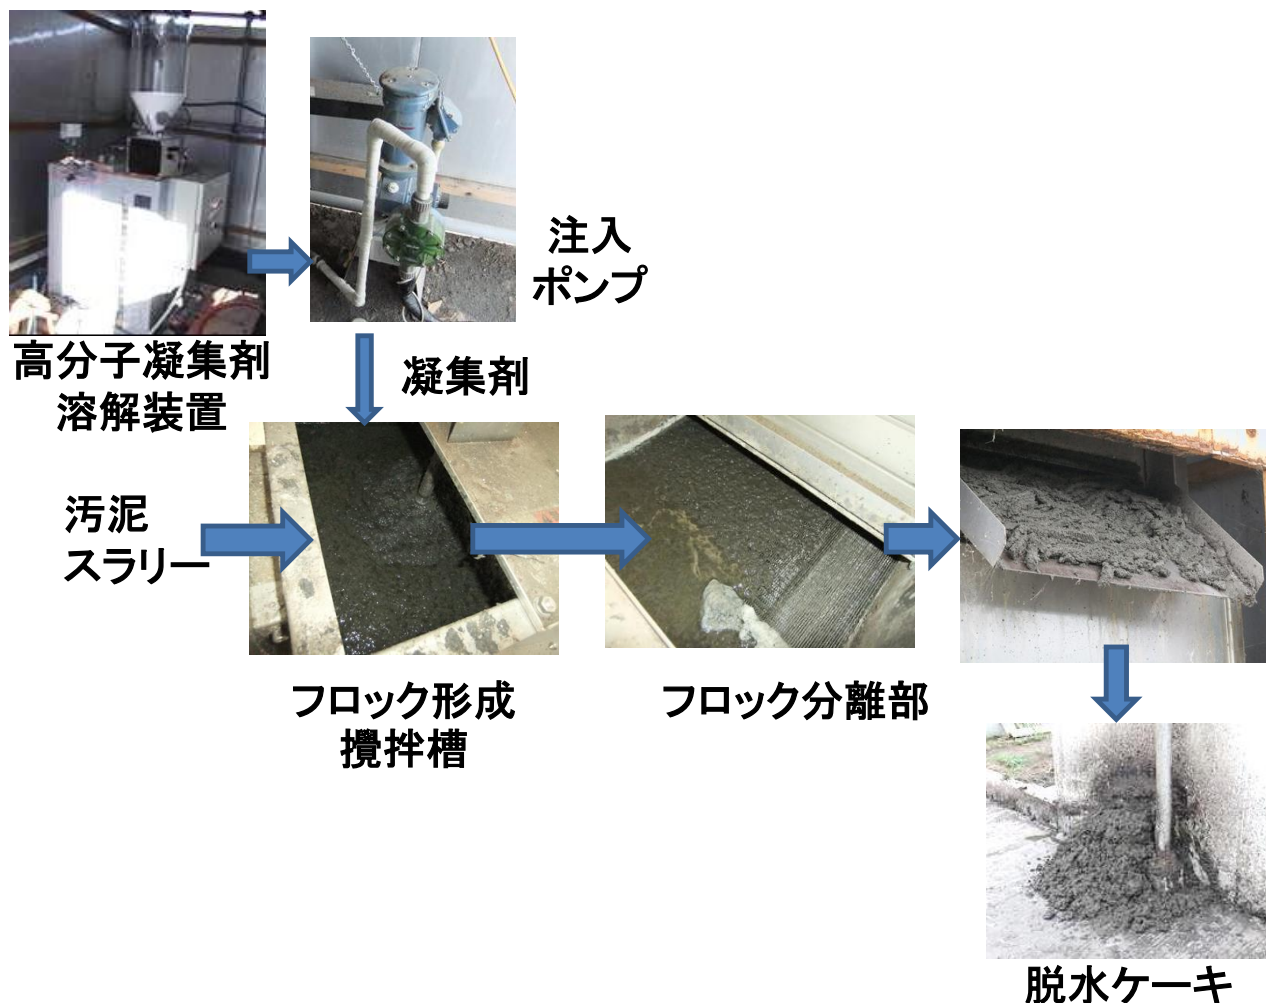 注入
ポンプ
高分子凝集剤
溶解装置
凝集剤
汚泥
スラリー
フロック形成
攪拌槽
フロック分離部
脱水ケーキ